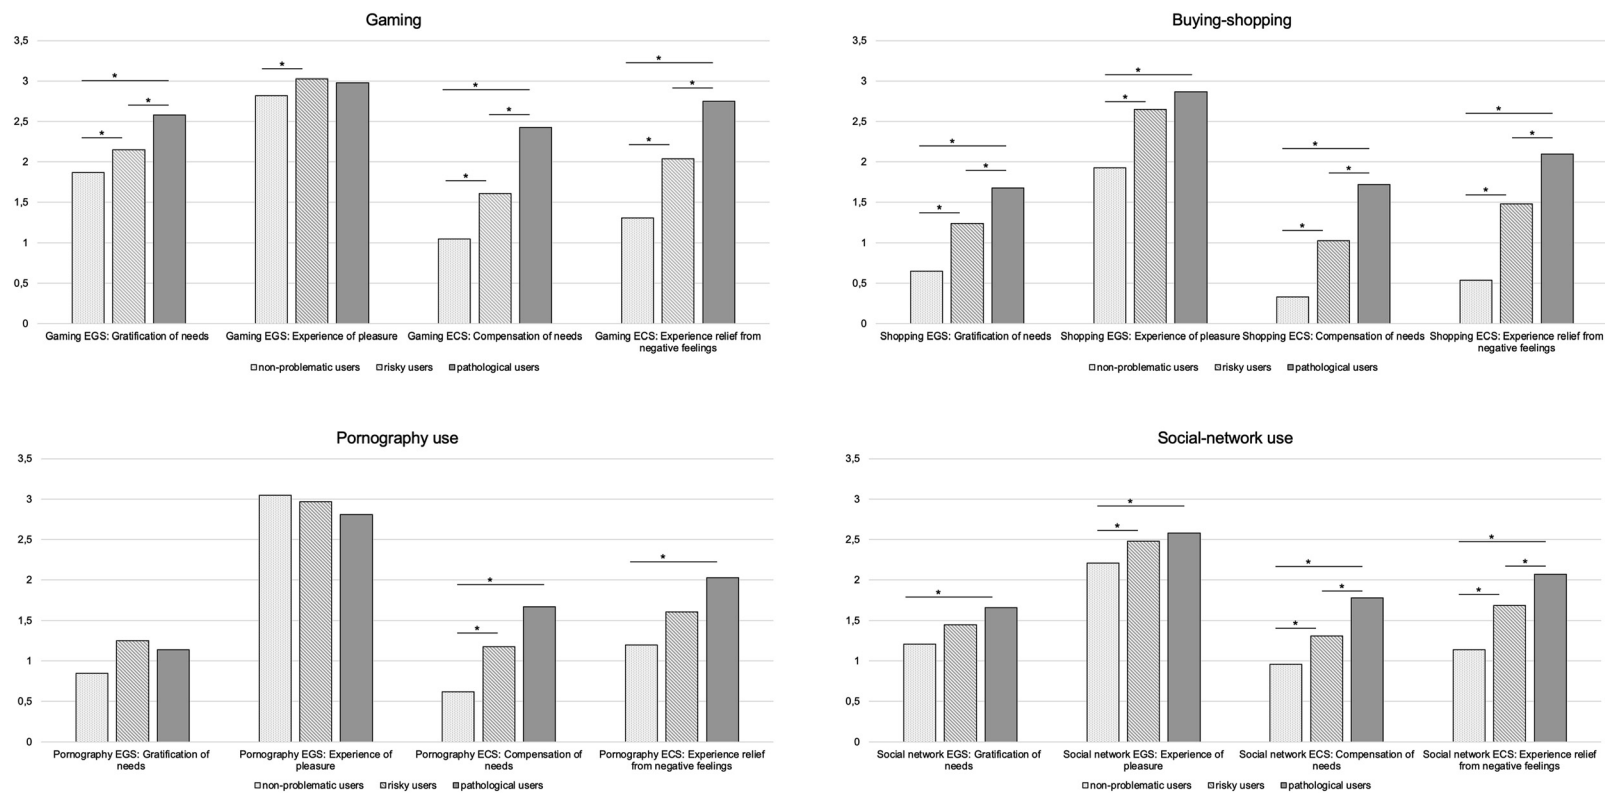 Gaming
3,5
3
2,5
2
1,5
1
0,5
0
* * * * * * * * * *
Gaming EGS: Gratification of needs Gaming EGS: Experience of pleasure Gaming ECS: Compensation of needs Gaming ECS: Experience relief from
negative feelings
non-problematic users risky users pathological users
Buying-shopping
3,5
3
2,5
2
1,5
1
0,5
0
* * * * * * * * * * *
Shopping EGS: Gratification of needs Shopping EGS: Experience of pleasure Shopping ECS: Compensation of needs Shopping ECS: Experience relief from
negative feelings
non-problematic users risky users pathological users
Pornography use
3,5
3
2,5
2
1,5
1
0,5
0
* * *
Pornography EGS: Gratification of Pornography EGS: Experience of Pornography ECS: Compensation of Pornography ECS: Experience relief
needs pleasure needs from negative feelings
non-problematic users risky users pathological users
Social-network use
3,5
3
2,5
2
1,5
1
0,5
0
* * * * * * * * *
Social network EGS: Gratification of Social network EGS: Experience of Social network ECS: Compensation of Social network ECS: Experience relief
needs pleasure needs from negative feelings
non-problematic users risky users pathological users